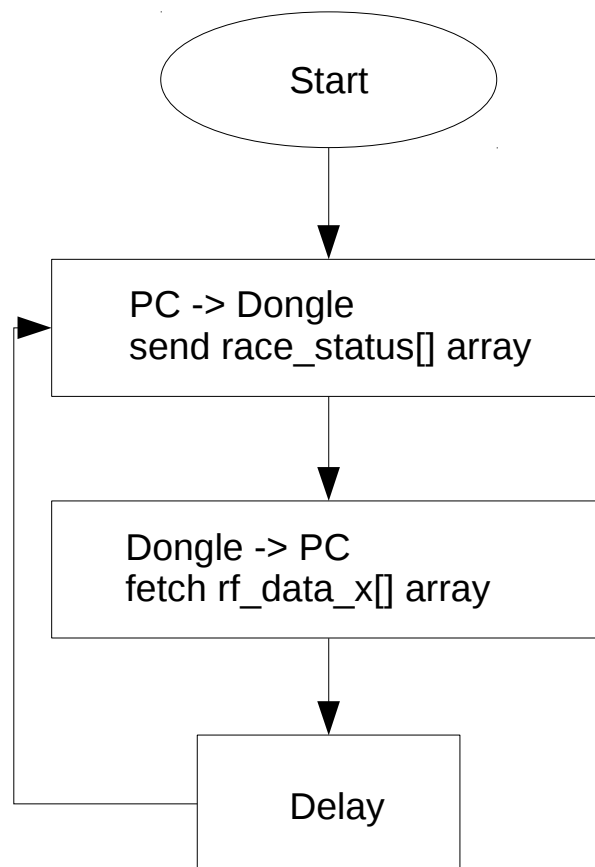 Start
PC -> Dongle
send race_status[] array
Dongle -> PC
fetch rf_data_x[] array
Delay